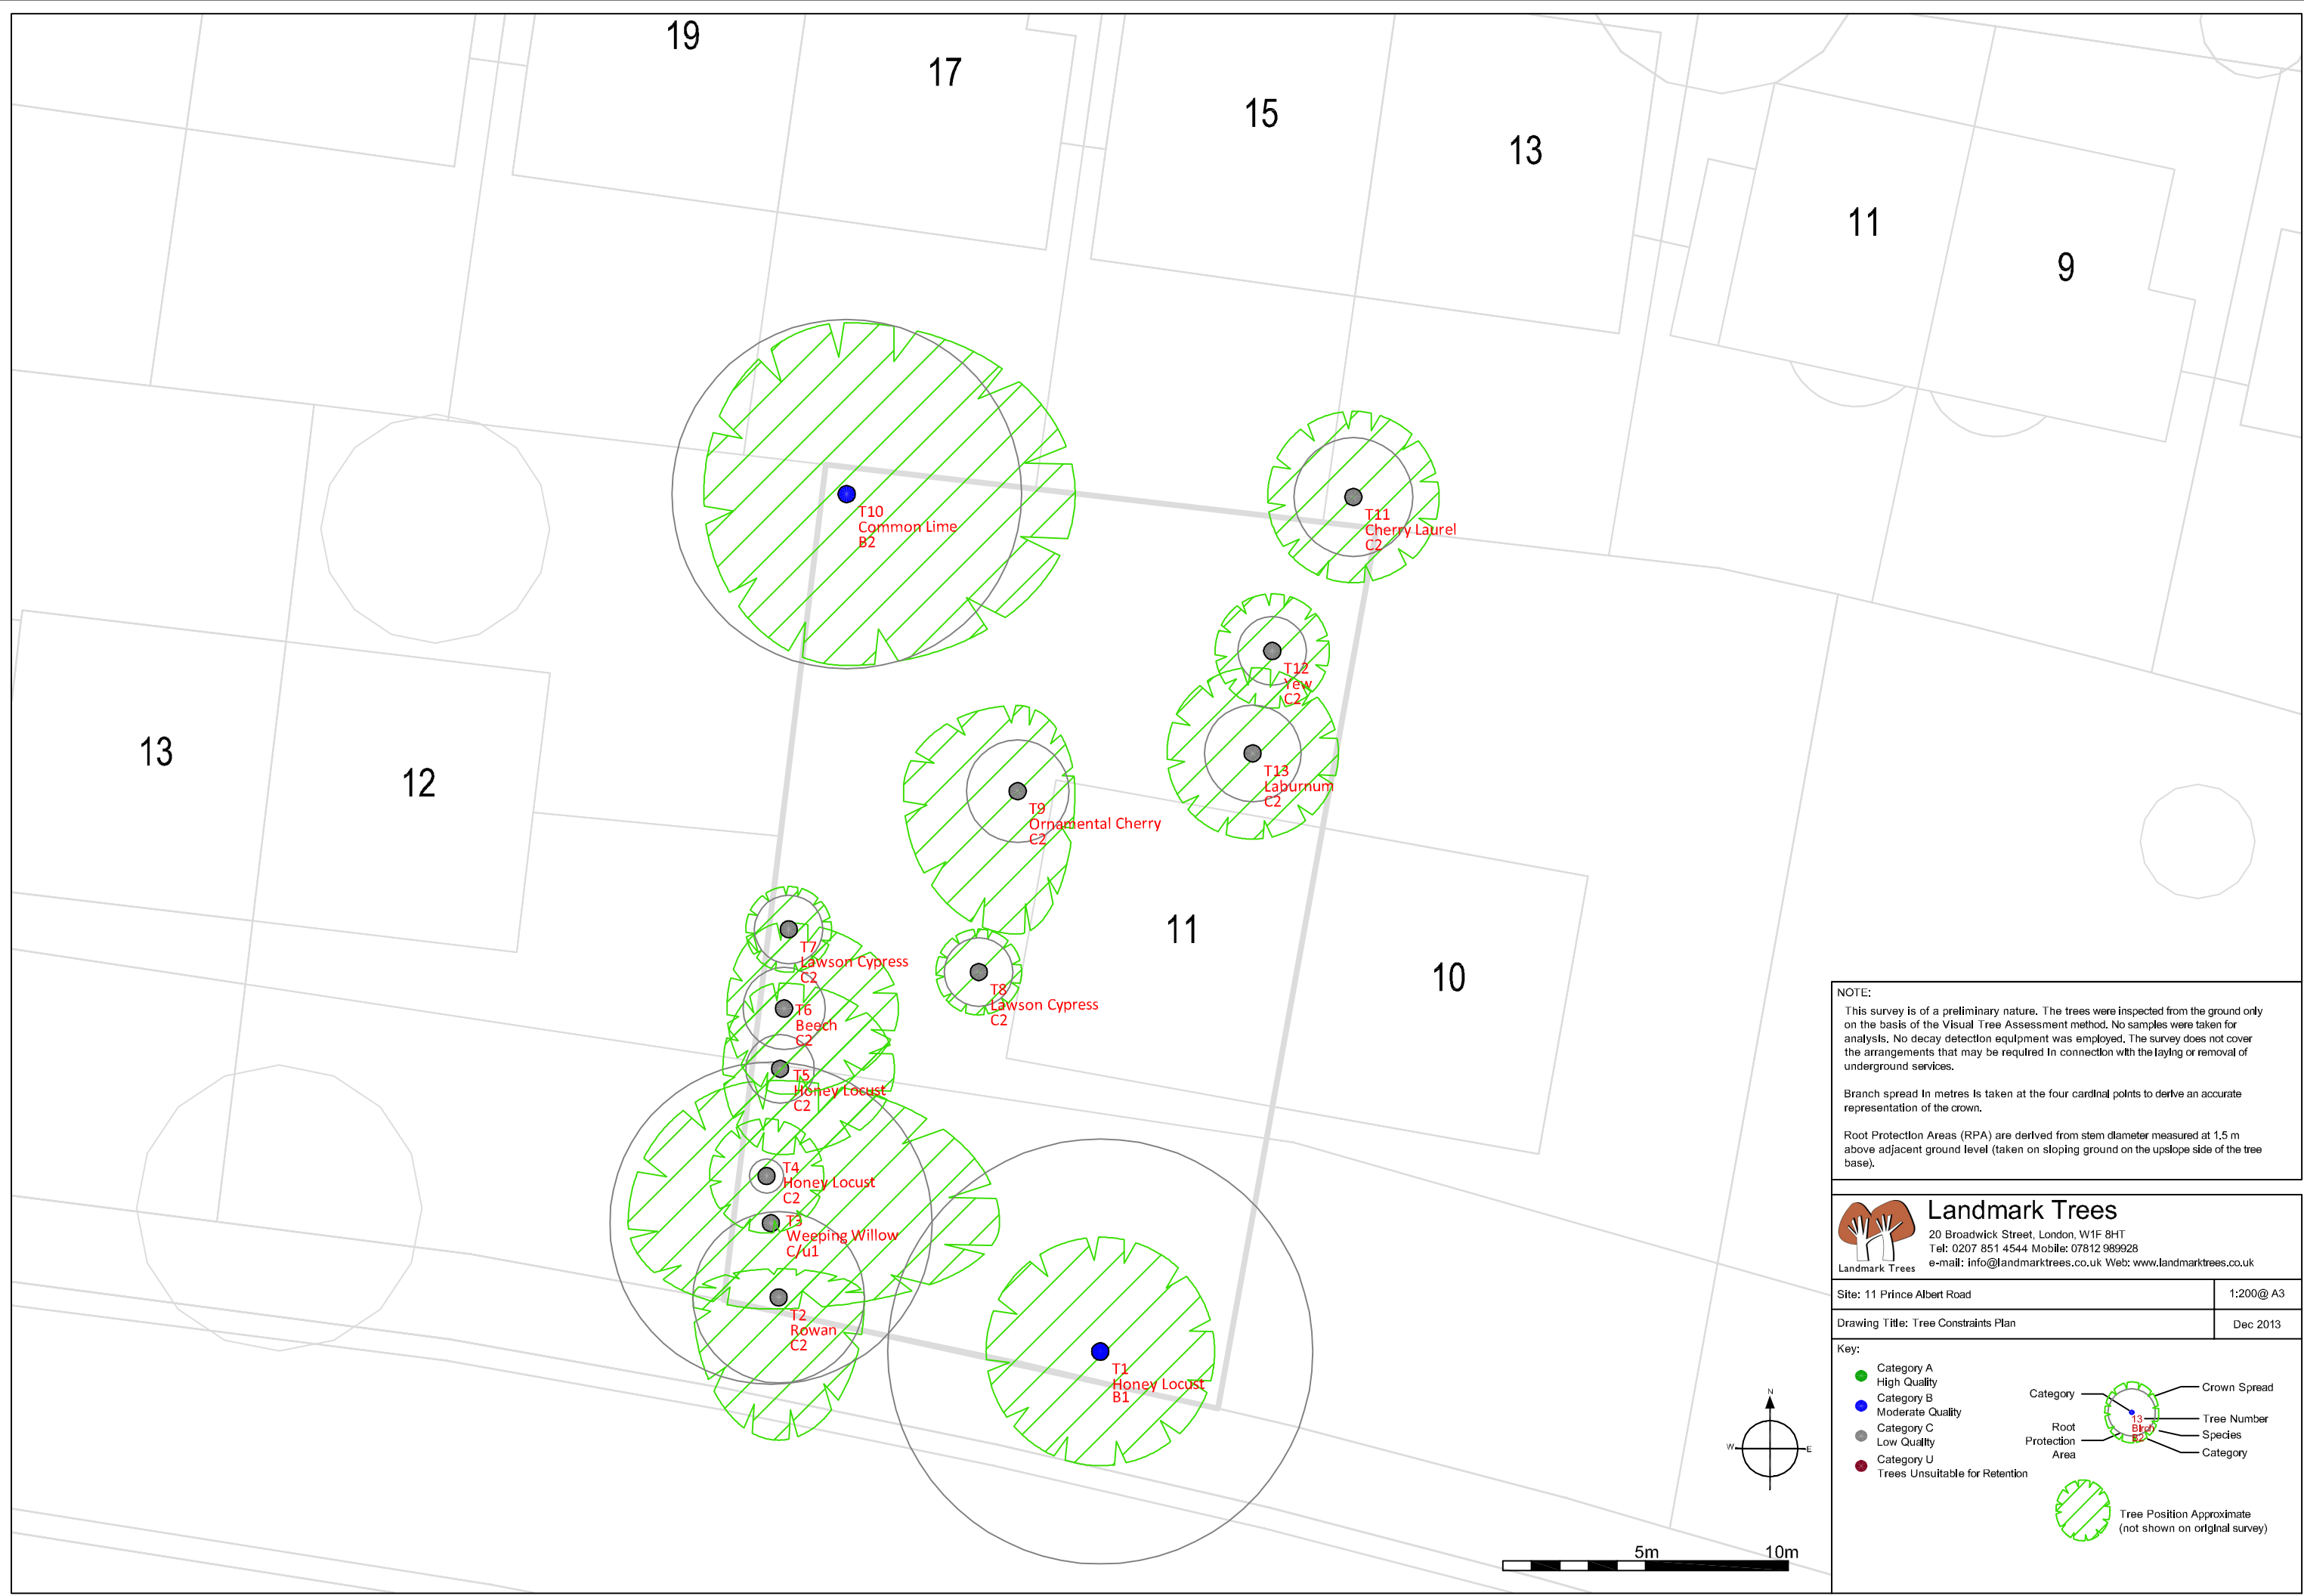 19
17
15
13
11
9
T10
Common Lime
B2
T11
Cherry Laurel
C2
T12
Yew
C2
13
12
T13
Laburnum
C2
T9
Ornamental Cherry
C2
11
10
T7
Lawson Cypress
C2
T8
Lawson Cypress
C2
T6
Beech
C2
T5
Honey Locust
C2
T4
Honey Locust
C2
T3
Weeping Willow
C/u1
T2
Rowan
C2
T1
Honey Locust
B1
N
W
E
5m
10m
NOTE:
This survey is of a preliminary nature. The trees were inspected from the ground only
on the basis of the Visual Tree Assessment method. No samples were taken for
analysis. No decay detection equipment was employed. The survey does not cover
the arrangements that may be required in connection with the laying or removal of
underground services.
Branch spread in metres is taken at the four cardinal points to derive an accurate
representation of the crown.
Root Protection Areas (RPA) are derived from stem diameter measured at 1.5 m
above adjacent ground level (taken on sloping ground on the upslope side of the tree
base).
Landmark Trees
Landmark Trees
20 Broadwick Street, London, W1F 8HT
Tel: 0207 851 4544 Mobile: 07812 989928
e-mail: info@landmarktrees.co.uk Web: www.landmarktrees.co.uk
Site: 11 Prince Albert Road
1:200@ A3
Drawing Title: Tree Constraints Plan
Dec 2013
Key:
Category A
High Quality
Category B
Moderate Quality
Category C
Low Quality
Category U
Trees Unsuitable for Retention
Category
Root
Protection
Area
13
Birch
B2
Crown Spread
Tree Number
Species
Category
Tree Position Approximate
(not shown on original survey)